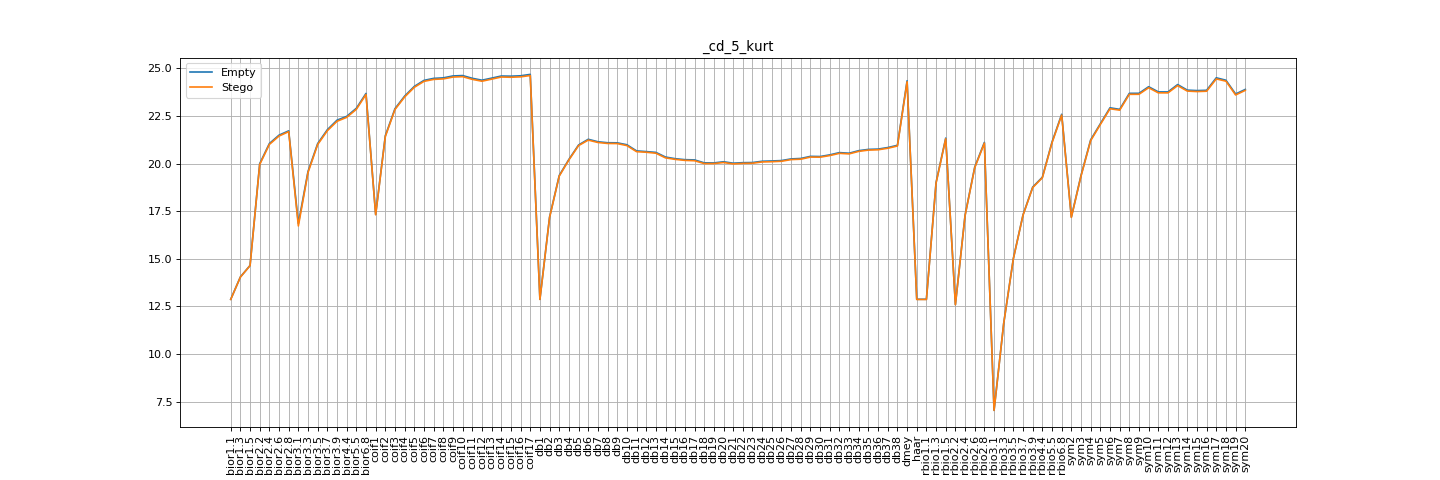 _cd_5_kurt
Empty
Stego
25.0
22.5
20.0
17.5
15.0
12.5
10.0
7.5
bior1.1
bior1.3
bior1.5
bior2.2
bior2.4
bior2.6
bior2.8
bior3.1
bior3.3
bior3.5
bior3.7
bior3.9
bior4.4
bior5.5
bior6.8
coif1
coif2
coif3
coif4
coif5
coif6
coif7
coif8
coif9
coif10
coif11
coif12
coif13
coif14
coif15
coif16
coif17
db1
db2
db3
db4
db5
db6
db7
db8
db9
db10
db11
db12
db13
db14
db15
db16
db17
db18
db19
db20
db21
db22
db23
db24
db25
db26
db27
db28
db29
db30
db31
db32
db33
db34
db35
db36
db37
db38
dmey
haar
rbio1.1
rbio1.3
rbio1.5
rbio2.2
rbio2.4
rbio2.6
rbio2.8
rbio3.1
rbio3.3
rbio3.5
rbio3.7
rbio3.9
rbio4.4
rbio5.5
rbio6.8
sym2
sym3
sym4
sym5
sym6
sym7
sym8
sym9
sym10
sym11
sym12
sym13
sym14
sym15
sym16
sym17
sym18
sym19
sym20